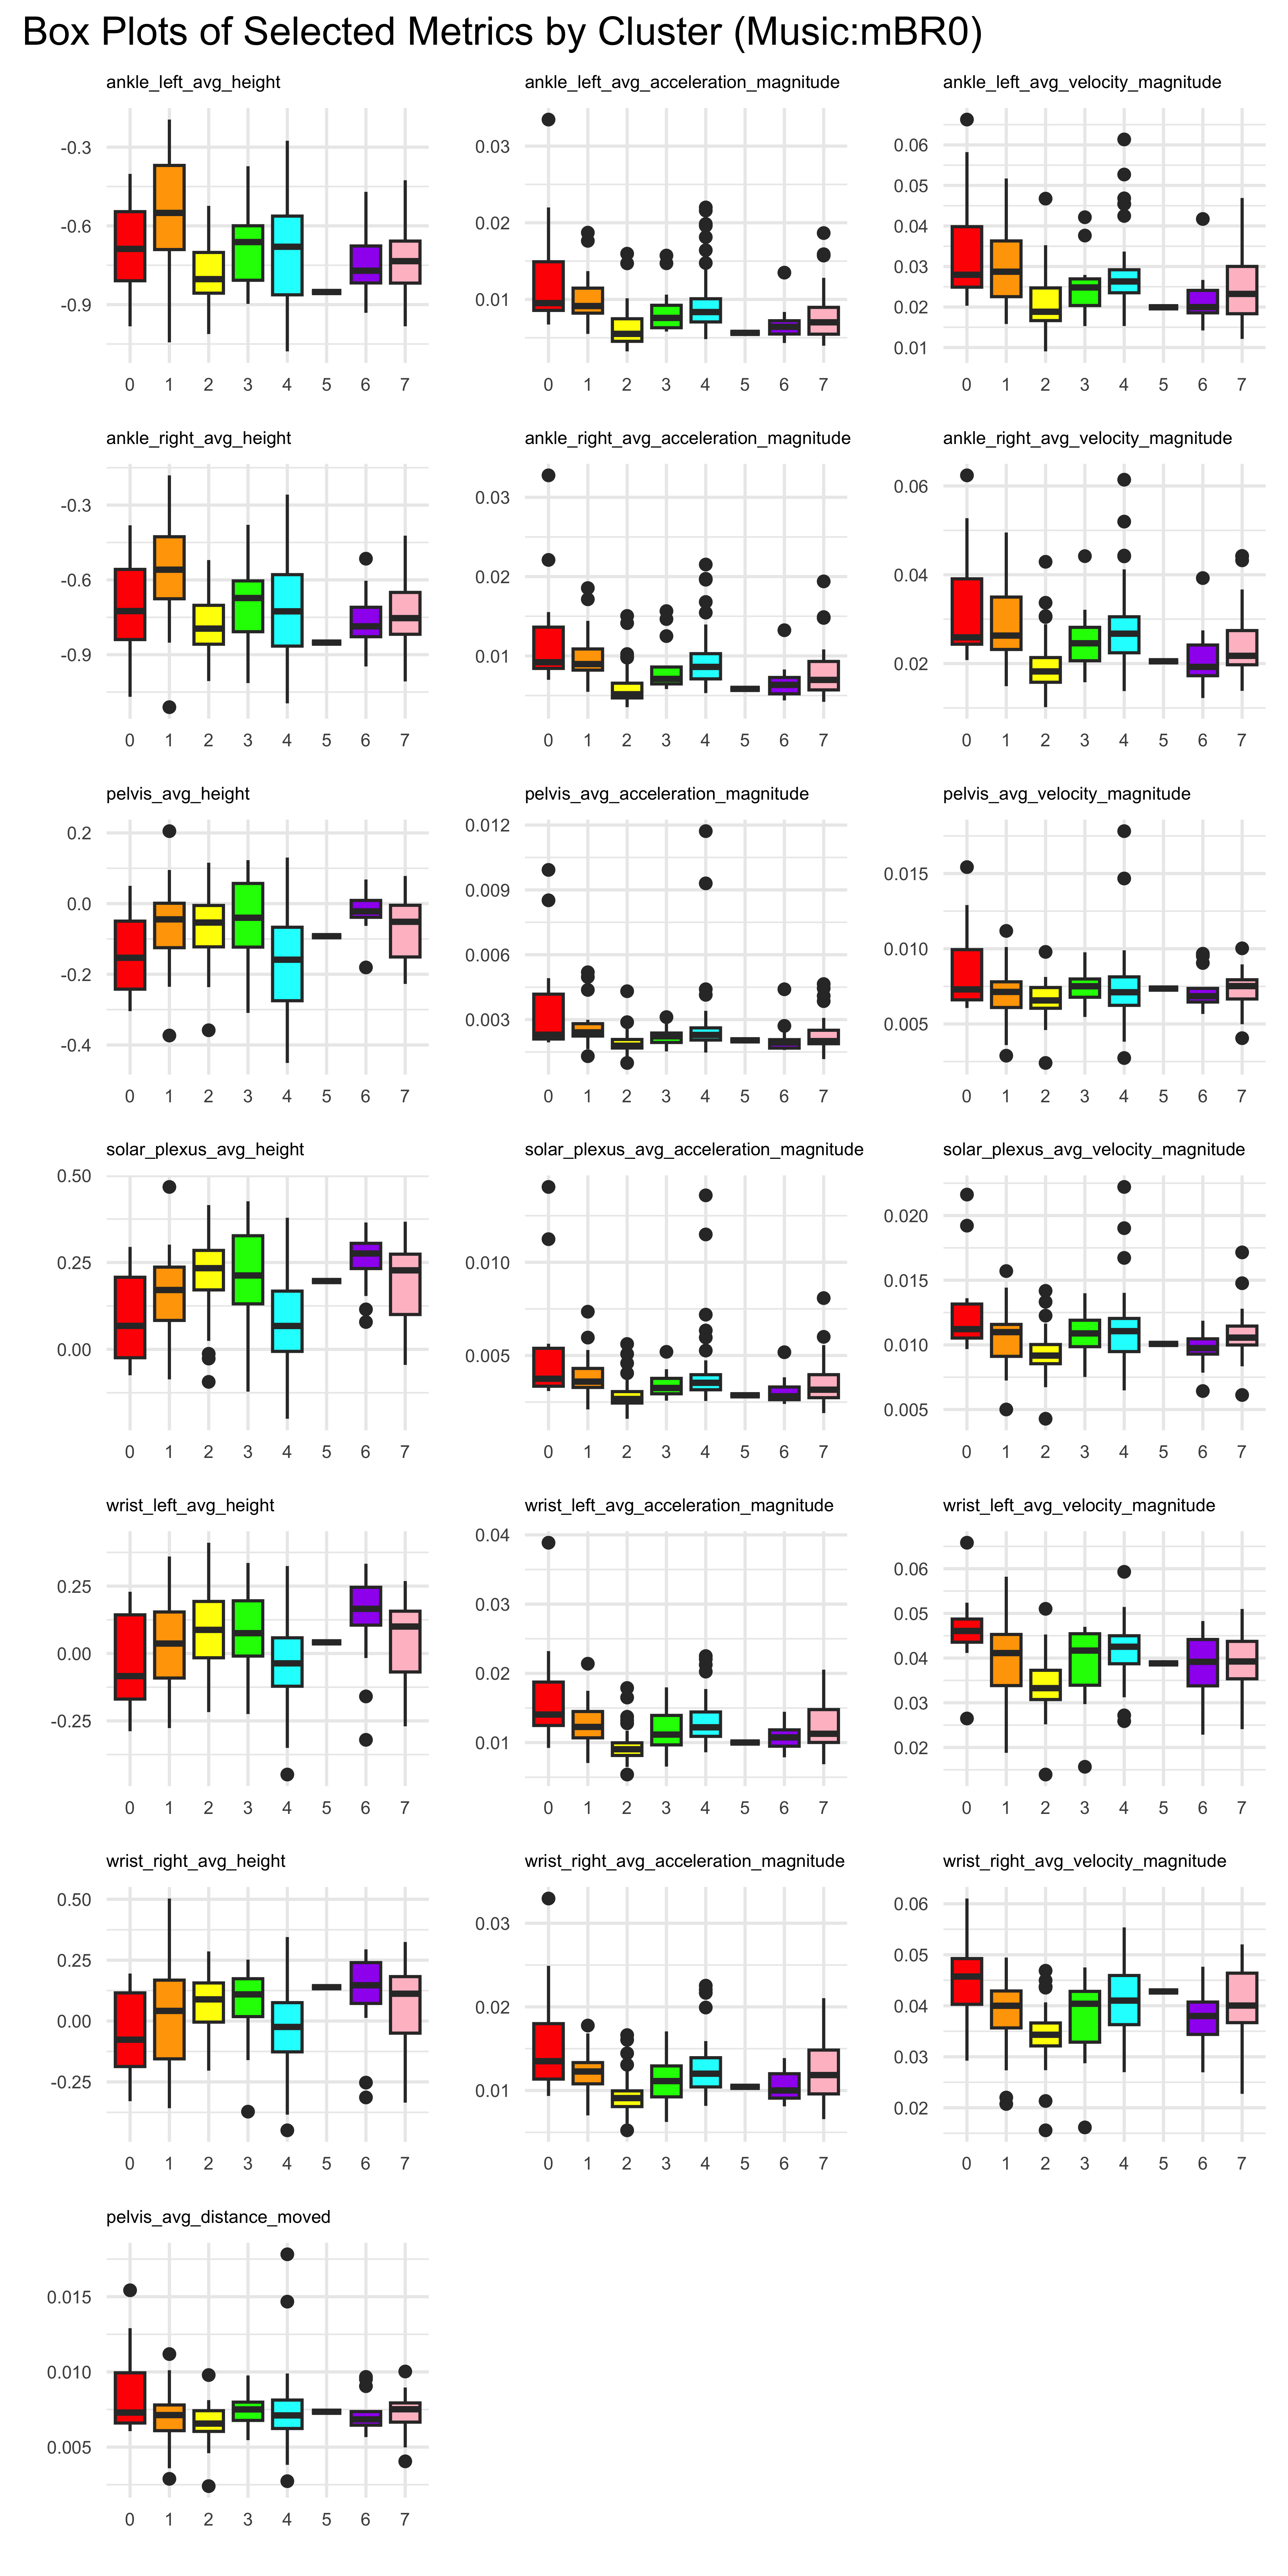 Box Plots of Selected Metrics by Cluster (Music:mBR0)
ankle_left_avg_height
-0.3
-0.6
-0.9
0 1 2 3 4 5 6 7
ankle_left_avg_acceleration_magnitude
0.03
0.02
0.01
0 1 2 3 4 5 6 7
ankle_left_avg_velocity_magnitude
0.06
0.05
0.04
0.03
0.02
0.01
0 1 2 3 4 5 6 7
ankle_right_avg_height
-0.3
-0.6
-0.9
0 1 2 3 4 5 6 7
ankle_right_avg_acceleration_magnitude
0.03
0.02
0.01
0 1 2 3 4 5 6 7
ankle_right_avg_velocity_magnitude
0.06
0.04
0.02
0 1 2 3 4 5 6 7
pelvis_avg_height
0.2
0.0
-0.2
-0.4
0 1 2 3 4 5 6 7
pelvis_avg_acceleration_magnitude
0.012
0.009
0.006
0.003
0 1 2 3 4 5 6 7
pelvis_avg_velocity_magnitude
0.015
0.010
0.005
0 1 2 3 4 5 6 7
solar_plexus_avg_height
0.50
0.25
0.00
0 1 2 3 4 5 6 7
solar_plexus_avg_acceleration_magnitude
0.010
0.005
0 1 2 3 4 5 6 7
solar_plexus_avg_velocity_magnitude
0.020
0.015
0.010
0.005
0 1 2 3 4 5 6 7
wrist_left_avg_height
0.25
0.00
-0.25
0 1 2 3 4 5 6 7
wrist_left_avg_acceleration_magnitude
0.04
0.03
0.02
0.01
0 1 2 3 4 5 6 7
wrist_left_avg_velocity_magnitude
0.06
0.05
0.04
0.03
0.02
0 1 2 3 4 5 6 7
wrist_right_avg_height
0.50
0.25
0.00
-0.25
0 1 2 3 4 5 6 7
wrist_right_avg_acceleration_magnitude
0.03
0.02
0.01
0 1 2 3 4 5 6 7
wrist_right_avg_velocity_magnitude
0.06
0.05
0.04
0.03
0.02
0 1 2 3 4 5 6 7
pelvis_avg_distance_moved
0.015
0.010
0.005
0 1 2 3 4 5 6 7